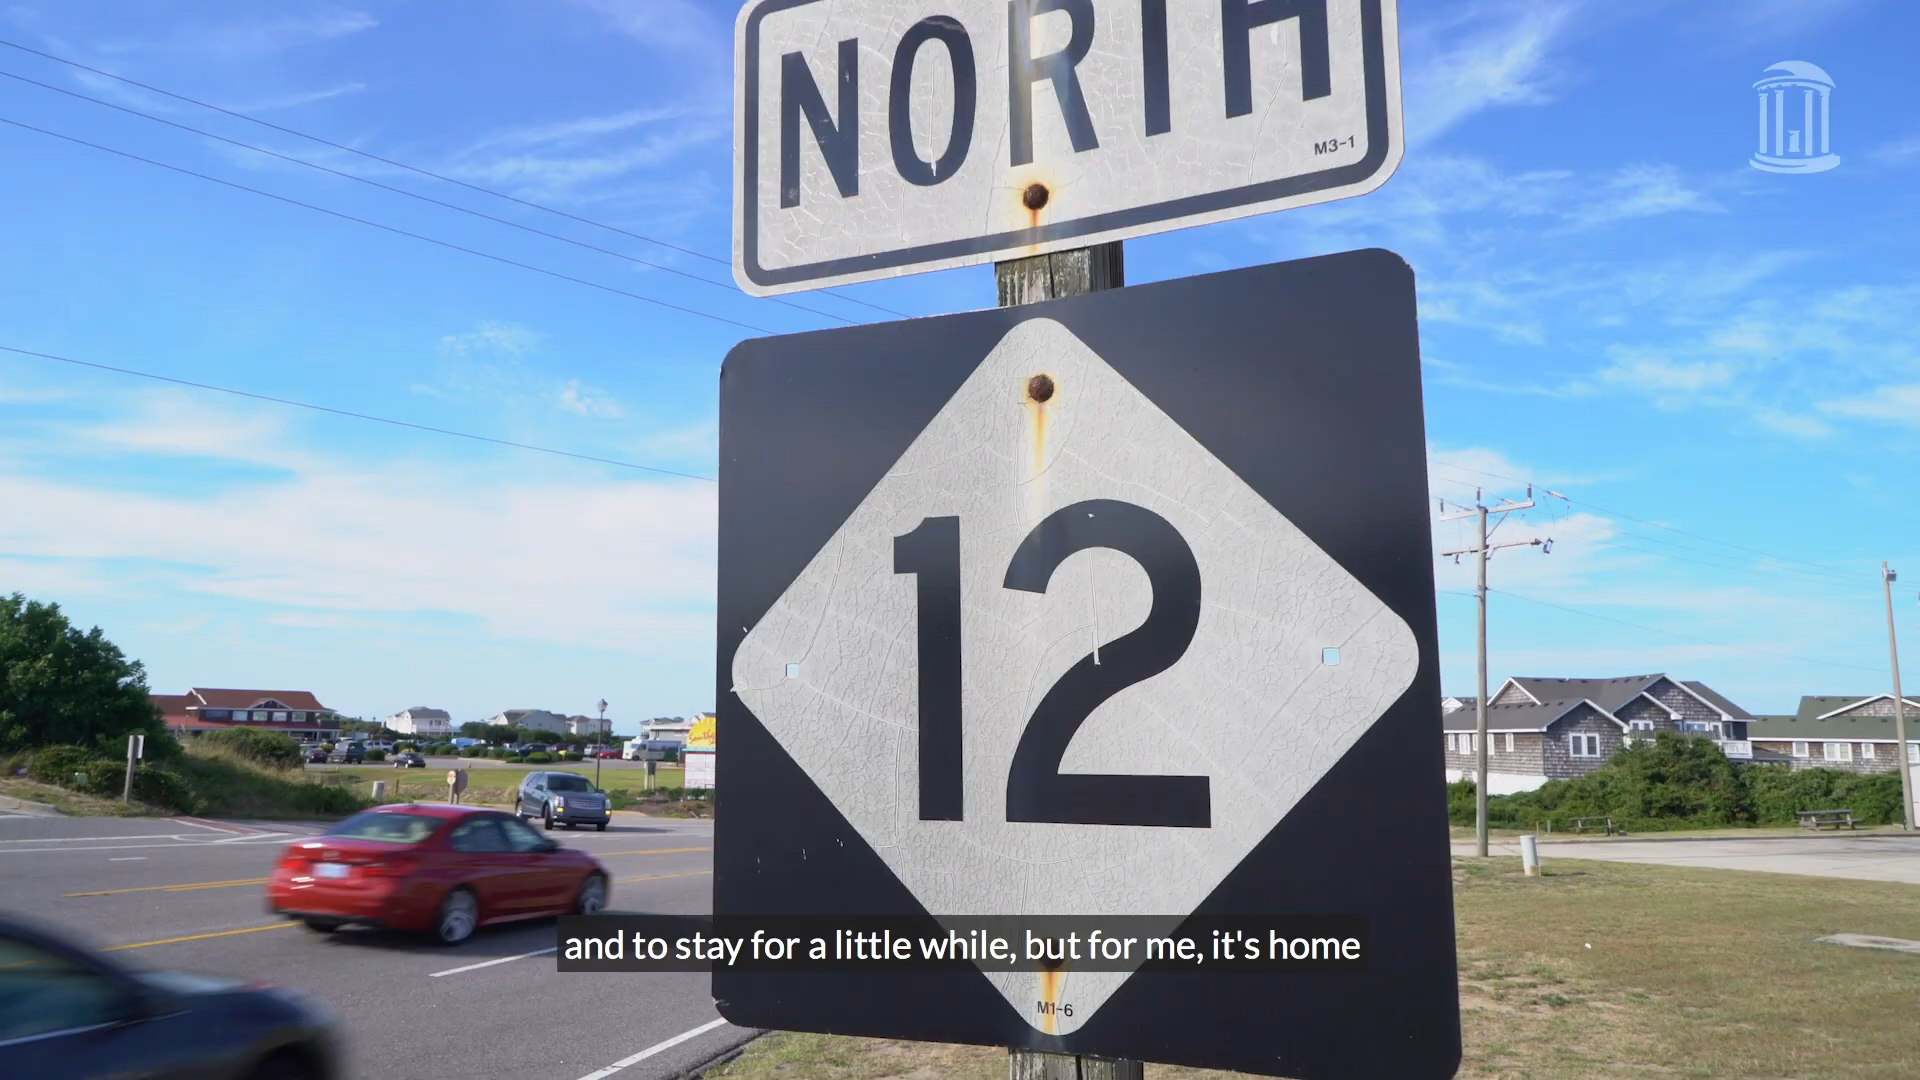 NORTH
M3-1
12
and to stay for a little while, but for me, it's home
M1-6